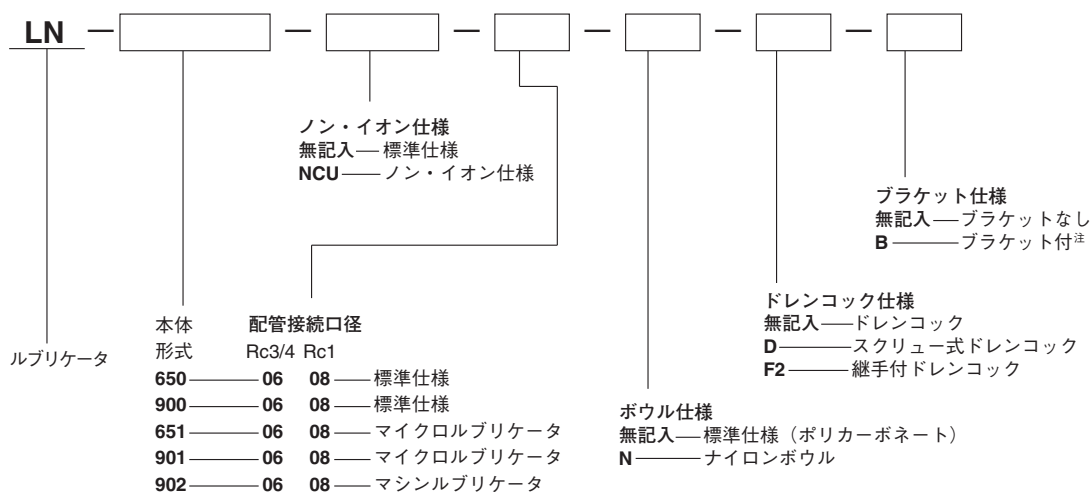 LN — — — — — —
ノン・イオン仕様
無記入—標準仕様
NCU—ノン・イオン仕様
ブラケット仕様
無記入—ブラケットなし
B—ブラケット付注
ドレンコック仕様
無記入—ドレンコック
D—スクリュー式ドレンコック
F2—継手付ドレンコック
ルブリケータ
本体 配管接続口径
形式 Rc3/4 Rc1
650—06 08—標準仕様
900—06 08—標準仕様
651—06 08—マイクロルブリケータ
901—06 08—マイクロルブリケータ
902—06 08—マシンルブリケータ
ボウル仕様
無記入—標準仕様（ポリカーボネート）
N—ナイロンボウル